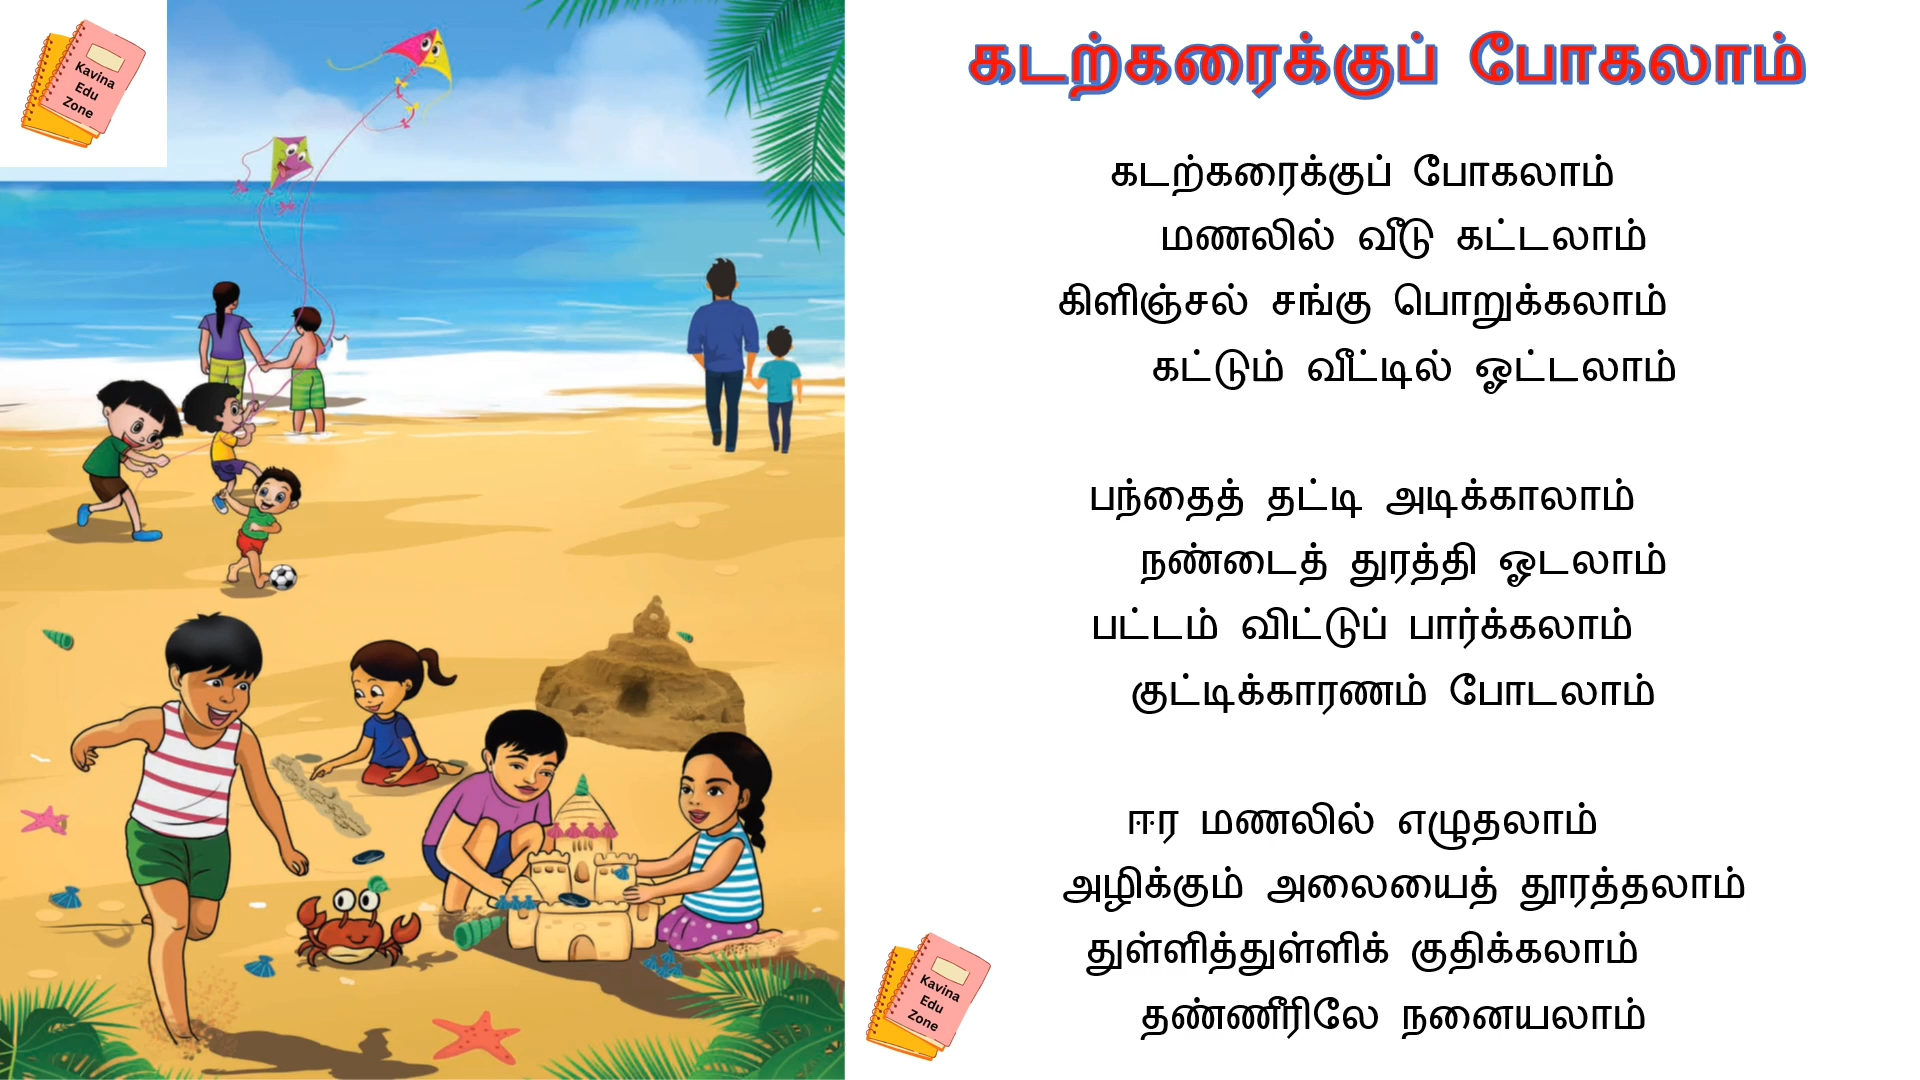 Kavina
Edu
Zone
கடற்கரைக்குப் போகலாம்
கடற்கரைக்குப் போகலாம்
மணலில் வீடு கட்டலாம்
கிளிஞ்சல் சங்கு பொறுக்கலாம்
கட்டும் வீட்டில் ஓட்டலாம்
பந்தைத் தட்டி அடிக்காலாம்
நண்டைத் துரத்தி ஓடலாம்
பட்டம் விட்டுப் பார்க்கலாம்
குட்டிக்காரணம் போடலாம்
ஈர மணலில் எழுதலாம்
அழிக்கும் அலையைத் தூரத்தலாம்
துள்ளித்துள்ளிக் குதிக்கலாம்
தண்ணீரிலே நனையலாம்
Kavina
Edu
Zone